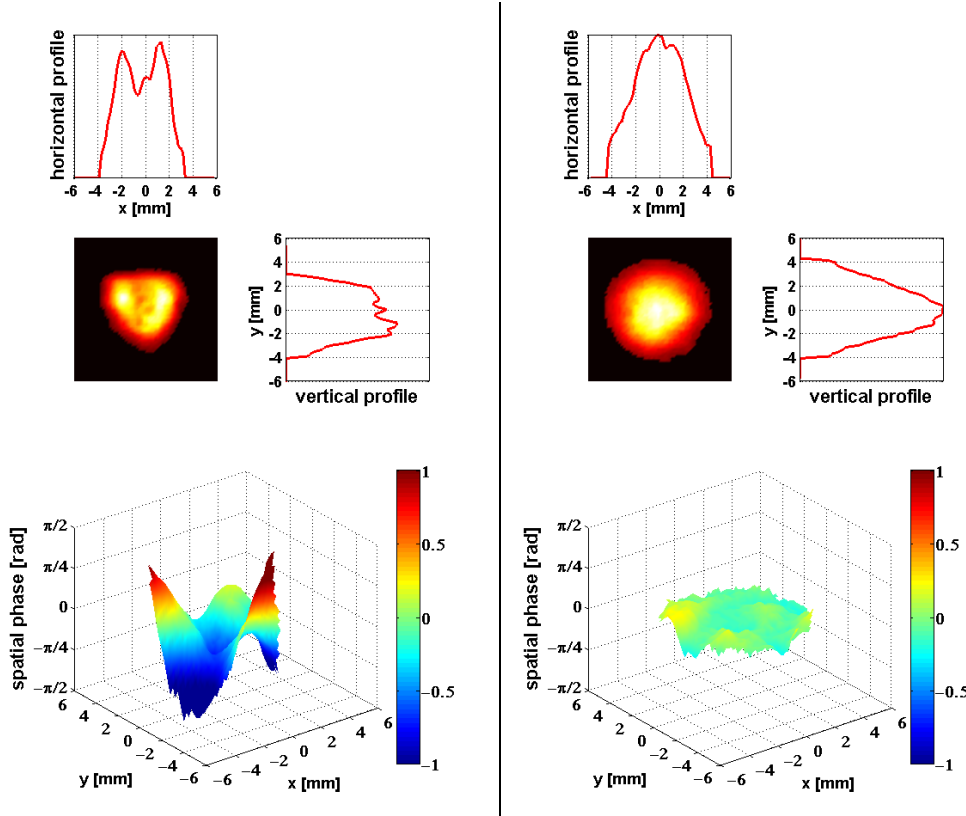 horizontal profile
-6 -4 -2 0 2 4 6
x [mm]
horizontal profile
-6 -4 -2 0 2 4 6
x [mm]
6
4
2
0
-2
-4
-6
y [mm]
vertical profile
6
4
2
0
-2
-4
-6
y [mm]
vertical profile
spatial phase [rad]
π/2
π/4
0
−π/4
−π/2
6
4
2
0
−2
−4
−6
y [mm]
−6
−4
−2
0
2
4
6
x [mm]
1
0.5
0
−0.5
−1
spatial phase [rad]
π/2
π/4
0
−π/4
−π/2
6
4
2
0
−2
−4
−6
y [mm]
−6
−4
−2
0
2
4
6
x [mm]
1
0.5
0
−0.5
−1